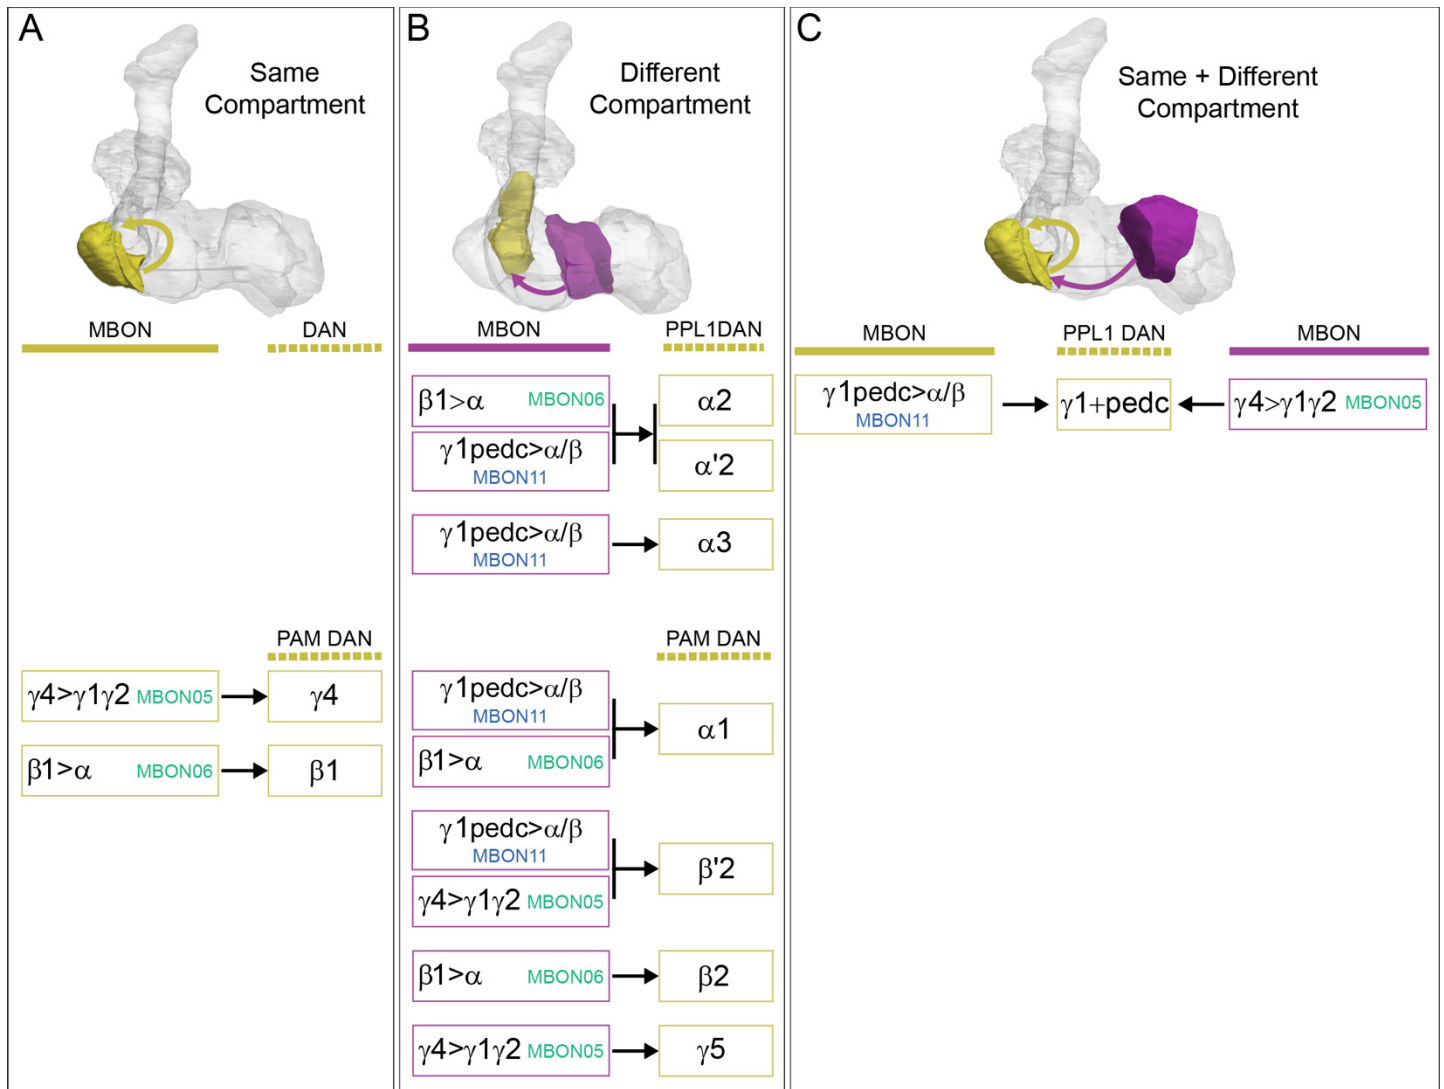 A
Same
Compartment
MBON
DAN
PAM DAN
γ4>γ1γ2 MBON05
γ4
β1>α MBON06
β1
B
Different
Compartment
MBON
PPL1DAN
β1>α MBON06
α2
γ1pedc>α/β
MBON11
α'2
γ1pedc>α/β
MBON11
α3
PAM DAN
γ1pedc>α/β
MBON11
α1
β1>α MBON06
γ1pedc>α/β
MBON11
β'2
γ4>γ1γ2 MBON05
β1>α MBON06
β2
γ4>γ1γ2 MBON05
γ5
C
Same + Different
Compartment
MBON
PPL1 DAN
MBON
γ1pedc>α/β
MBON11
γ1+pedc
γ4>γ1γ2 MBON05